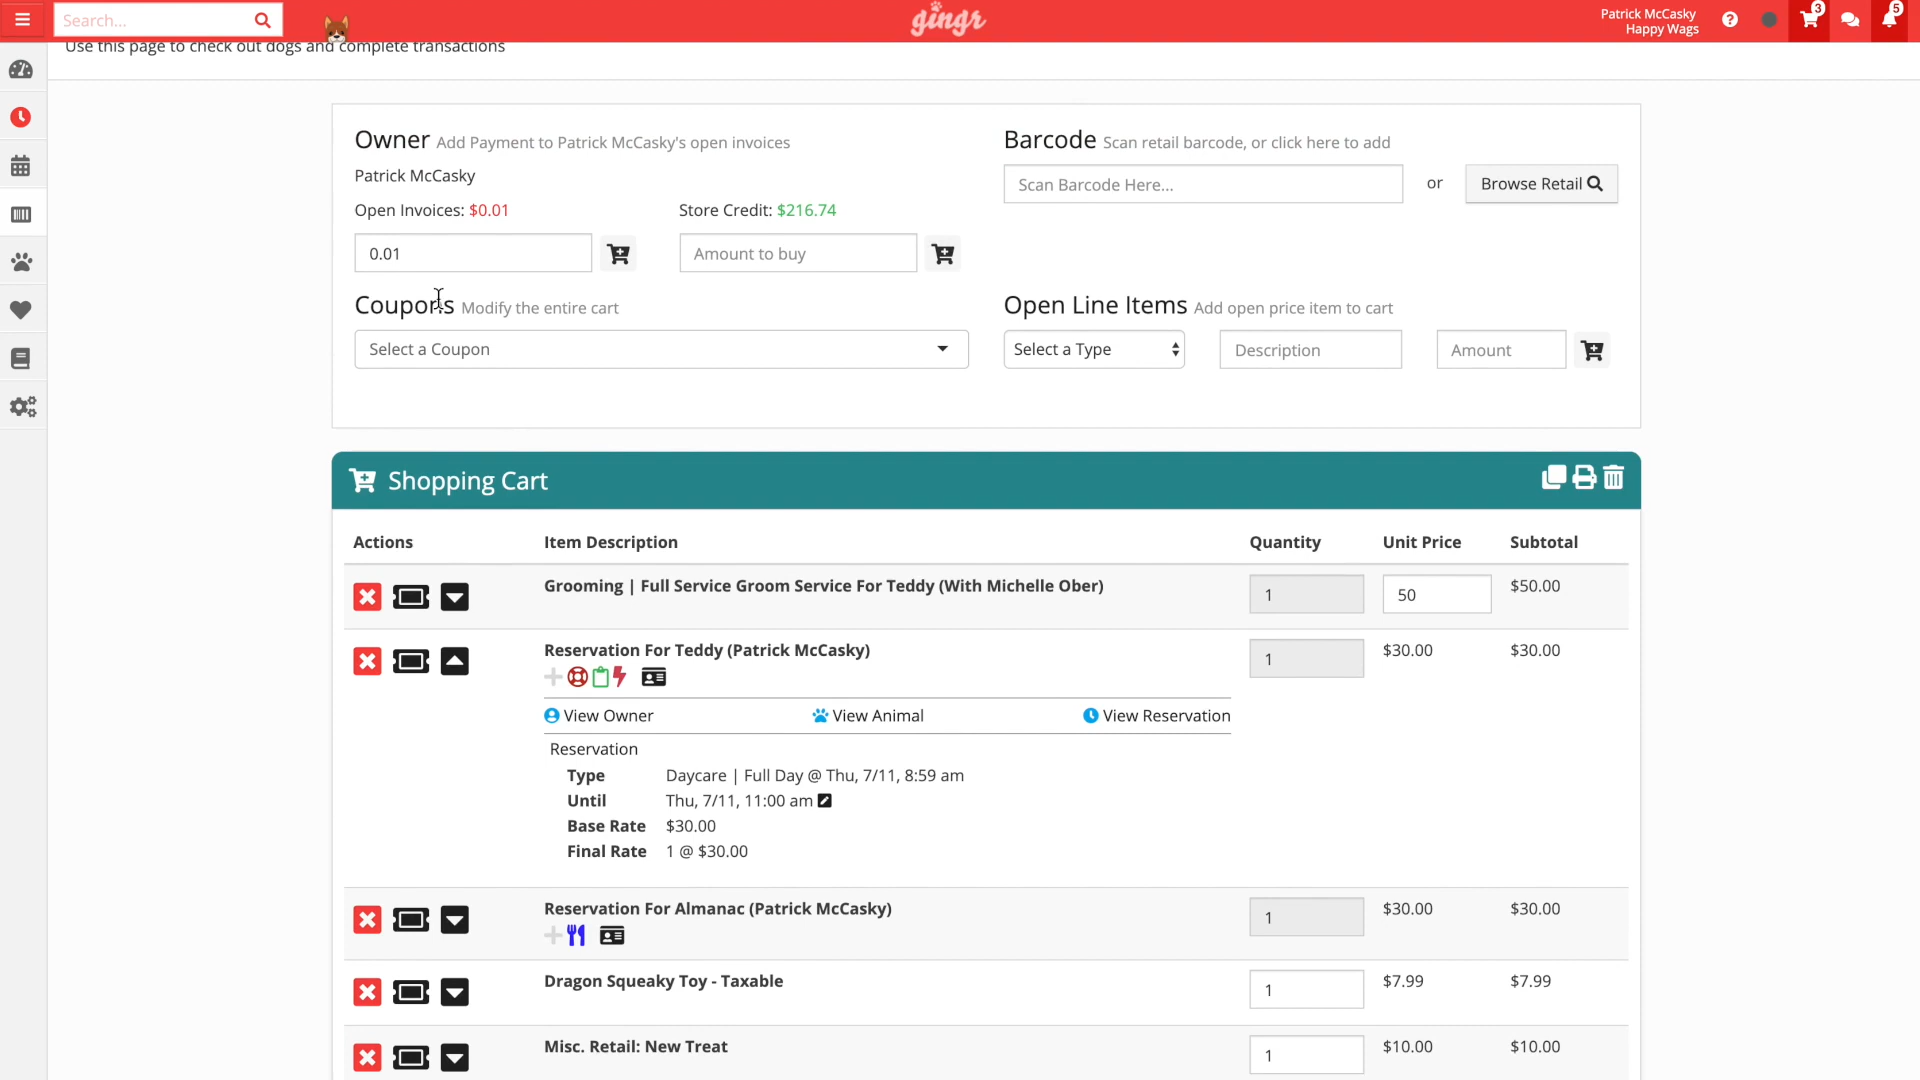 Search...
gingr
Patrick McCasky
Happy Wags
3
5
Use this page to check out dogs and complete transactions
Owner Add Payment to Patrick McCasky's open invoices
Patrick McCasky
Open Invoices: $0.01
Store Credit: $216.74
0.01
Amount to buy
Barcode Scan retail barcode, or click here to add
Scan Barcode Here...
or
Browse Retail
Coupons Modify the entire cart
Select a Coupon
Open Line Items Add open price item to cart
Select a Type
Description
Amount
Shopping Cart
Actions Item Description Quantity Unit Price Subtotal
Grooming | Full Service Groom Service For Teddy (With Michelle Ober) 1 50 $50.00
Reservation For Teddy (Patrick McCasky) 1 $30.00 $30.00
View Owner View Animal View Reservation
Reservation
Type Daycare | Full Day @ Thu, 7/11, 8:59 am
Until Thu, 7/11, 11:00 am
Base Rate $30.00
Final Rate 1 @ $30.00
Reservation For Almanac (Patrick McCasky) 1 $30.00 $30.00
Dragon Squeaky Toy - Taxable 1 $7.99 $7.99
Misc. Retail: New Treat 1 $10.00 $10.00